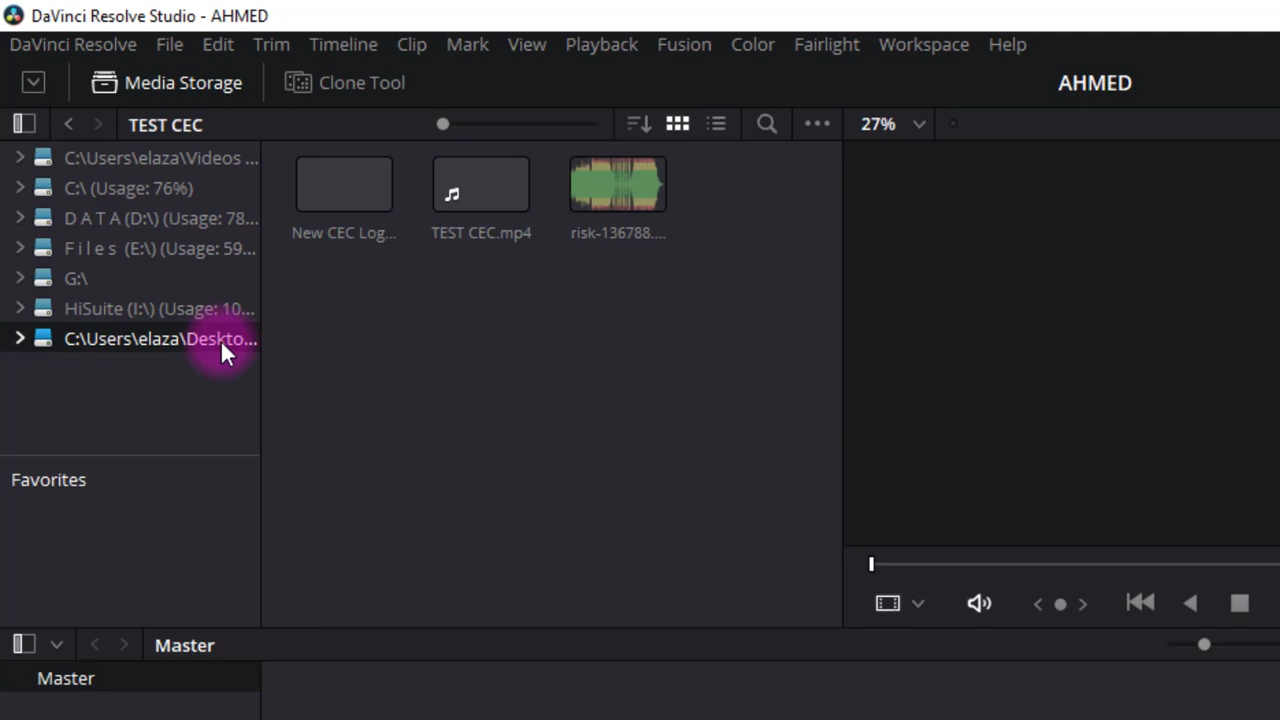 DaVinci Resolve Studio - AHMED
DaVinci Resolve File Edit Trim Timeline Clip Mark View Playback Fusion Color Fairlight Workspace Help
Media Storage Clone Tool AHMED
TEST CEC 27%
C:\Users\elaza\Videos ...
C:\ (Usage: 76%)
D A T A (D:\) (Usage: 78...
F i l e s (E:\) (Usage: 59...
G:\
HiSuite (I:\) (Usage: 10...
C:\Users\elaza\Deskto...
New CEC Log... TEST CEC.mp4 risk-136788....
Favorites
Master
Master